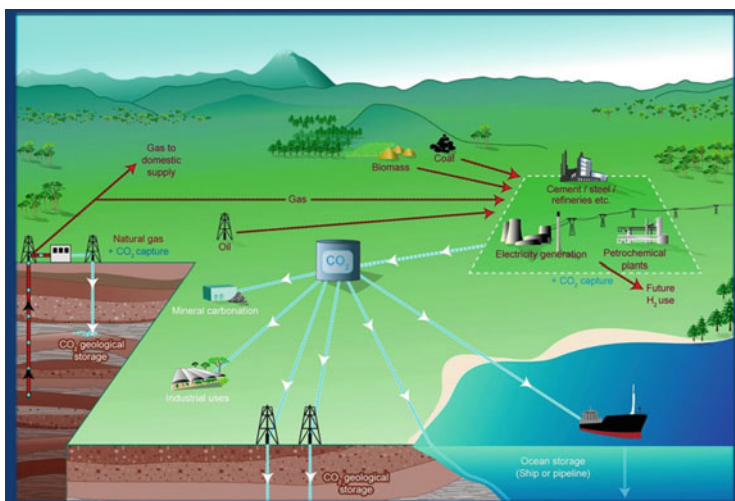 Gas to
domestic
supply
Coal
Biomass
Gas
Cement / steel /
refineries etc.
Oil
Natural gas
+ CO₂ capture
Electricity generation
Petrochemical
plants
+ CO₂ capture
Future
H₂ use
CO₂
Mineral carbonation
CO₂ geological
storage
Industrial uses
CO₂ geological
storage
Ocean storage
(Ship or pipeline)